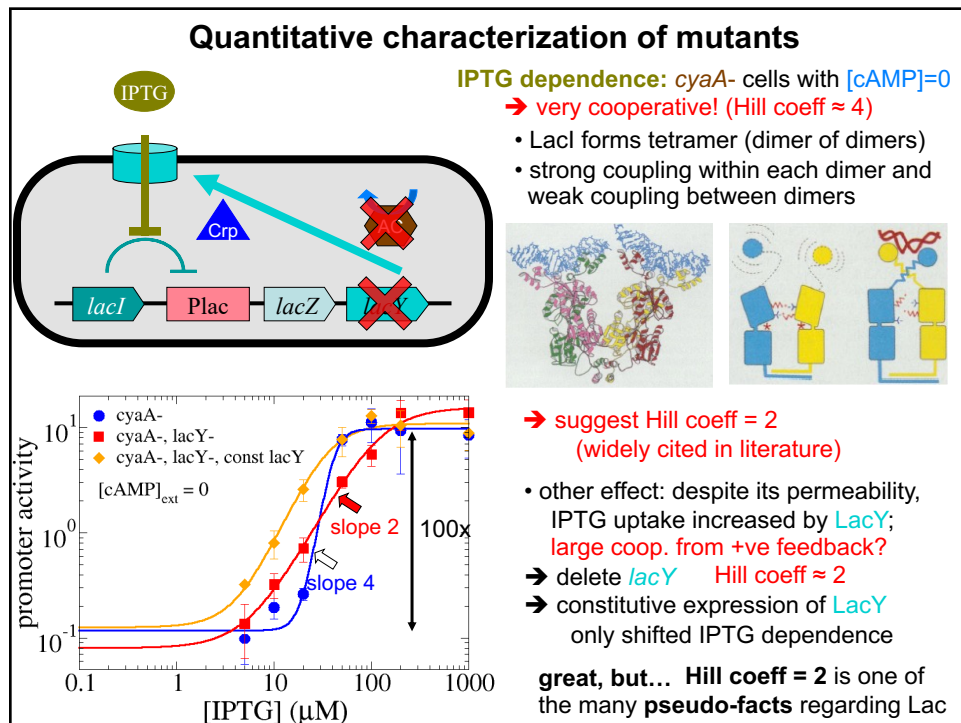 Quantitative characterization of mutants
IPTG
Crp
AC
lacI
Plac
lacZ
lacY
IPTG dependence: cyaA- cells with [cAMP]=0
➔ very cooperative! (Hill coeff ≈ 4)
• LacI forms tetramer (dimer of dimers)
• strong coupling within each dimer and
weak coupling between dimers
promoter activity
10^1
10^0
10^-1
cyaA-
cyaA-, lacY-
cyaA-, lacY-, const lacY
[cAMP]ext = 0
slope 2
slope 4
100x
0.1
1
10
100
1000
[IPTG] (μM)
➔ suggest Hill coeff = 2
(widely cited in literature)
• other effect: despite its permeability,
IPTG uptake increased by LacY;
large coop. from +ve feedback?
➔ delete lacY Hill coeff ≈ 2
➔ constitutive expression of LacY
only shifted IPTG dependence
great, but… Hill coeff = 2 is one of
the many pseudo-facts regarding Lac